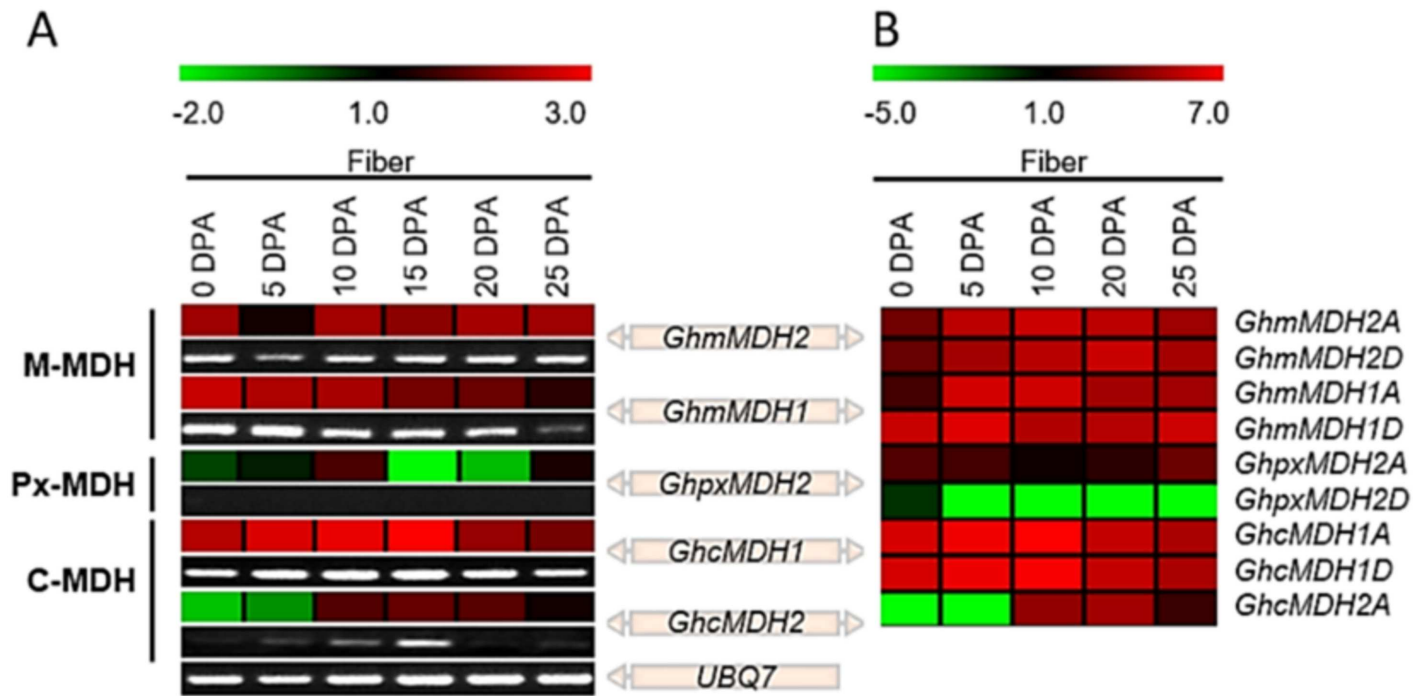 A
B
-2.0 1.0 3.0
-5.0 1.0 7.0
Fiber
Fiber
0 DPA
5 DPA
10 DPA
15 DPA
20 DPA
25 DPA
0 DPA
5 DPA
10 DPA
20 DPA
25 DPA
M-MDH
Px-MDH
C-MDH
GhmMDH2
GhmMDH1
GhpxMDH2
GhcMDH1
GhcMDH2
UBQ7
GhmMDH2A
GhmMDH2D
GhmMDH1A
GhmMDH1D
GhpxMDH2A
GhpxMDH2D
GhcMDH1A
GhcMDH1D
GhcMDH2A